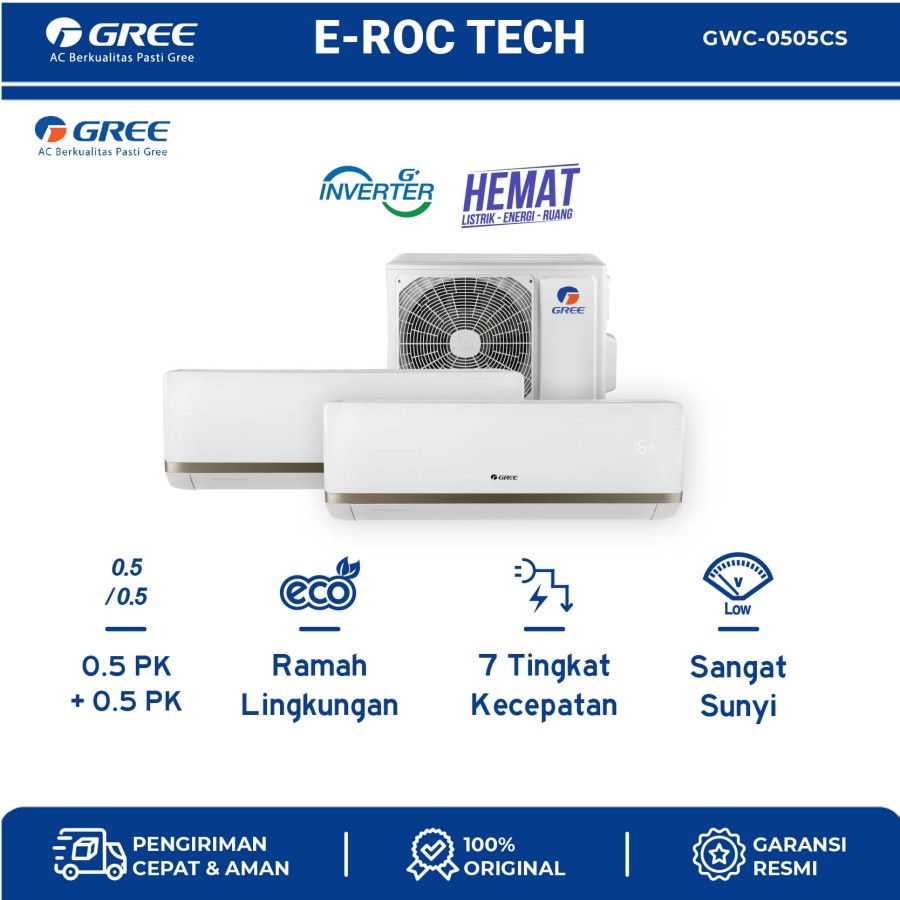 GREE
AC Berkualitas Pasti Gree
E-ROC TECH
GWC-0505CS
GREE
AC Berkualitas Pasti Gree
G+
INVERTER
HEMAT
LISTRIK - ENERGI - RUANG
GREE
GREE
0.5
/ 0.5
0.5 PK
+ 0.5 PK
eco
Ramah
Lingkungan
7 Tingkat
Kecepatan
V
Low
Sangat
Sunyi
PENGIRIMAN
CEPAT & AMAN
100%
ORIGINAL
GARANSI
RESMI